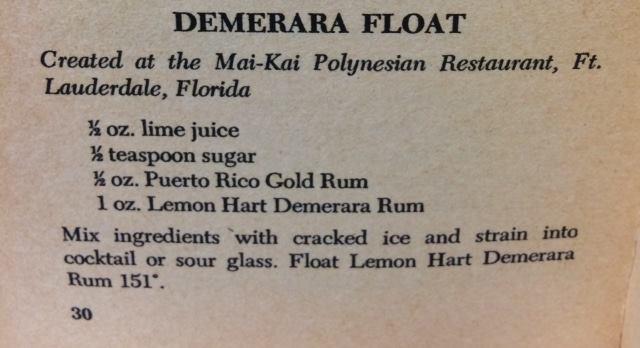 DEMERARA FLOAT
Created at the Mai-Kai Polynesian Restaurant, Ft.
Lauderdale, Florida
½ oz. lime juice
½ teaspoon sugar
½ oz. Puerto Rico Gold Rum
1 oz. Lemon Hart Demerara Rum
Mix ingredients with cracked ice and strain into
cocktail or sour glass. Float Lemon Hart Demerara
Rum 151°.
30